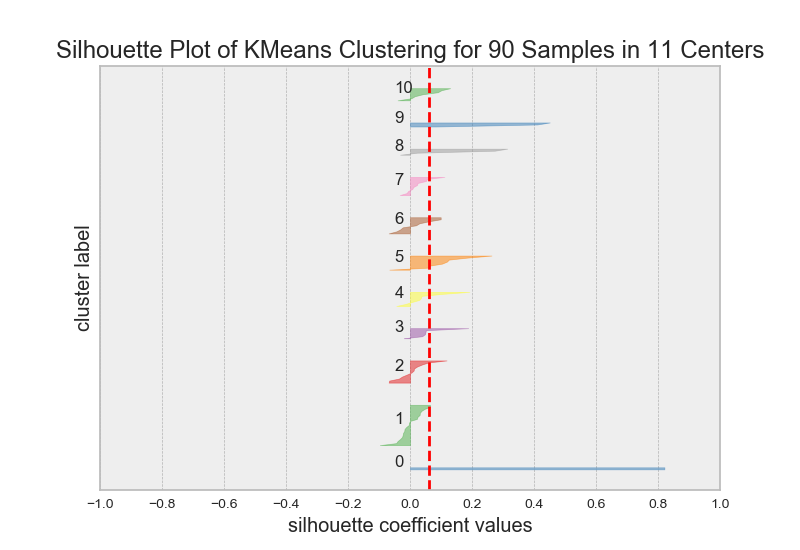 Silhouette Plot of KMeans Clustering for 90 Samples in 11 Centers
cluster label
10
9
8
7
6
5
4
3
2
1
0
−1.0 −0.8 −0.6 −0.4 −0.2 0.0 0.2 0.4 0.6 0.8 1.0
silhouette coefficient values